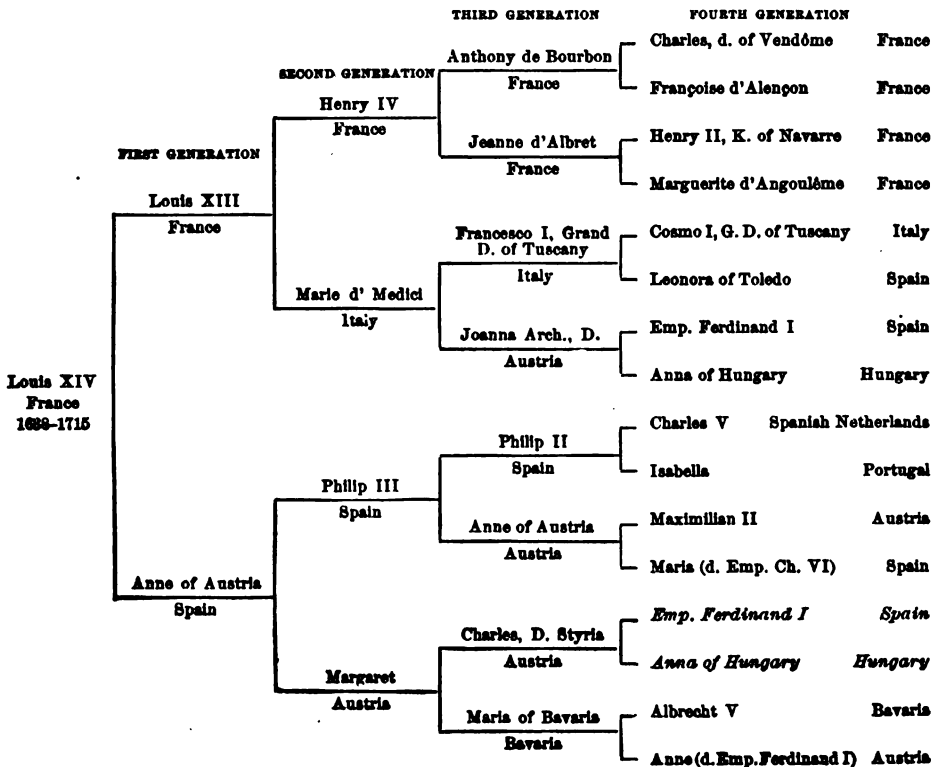 THIRD GENERATION FOURTH GENERATION
Charles, d. of Vendôme France
Anthony de Bourbon
SECOND GENERATION
France
Françoise d'Alençon France
Henry IV
France
Henry II, K. of Navarre France
Jeanne d'Albret
FIRST GENERATION
France
Marguerite d'Angoulême France
Louis XIII
France
Francesco I, Grand
D. of Tuscany
Cosmo I, G. D. of Tuscany Italy
Italy
Leonora of Toledo Spain
Marie d' Medici
Italy
Emp. Ferdinand I Spain
Joanna Arch., D.
Austria
Anna of Hungary Hungary
Louis XIV
France
1638-1715
Charles V Spanish Netherlands
Philip II
Spain
Isabella Portugal
Philip III
Spain
Maximilian II Austria
Anne of Austria
Austria
Maria (d. Emp. Ch. VI) Spain
Anne of Austria
Spain
Emp. Ferdinand I Spain
Charles, D. Styria
Austria
Anna of Hungary Hungary
Margaret
Austria
Albrecht V Bavaria
Maria of Bavaria
Bavaria
Anne (d. Emp. Ferdinand I) Austria